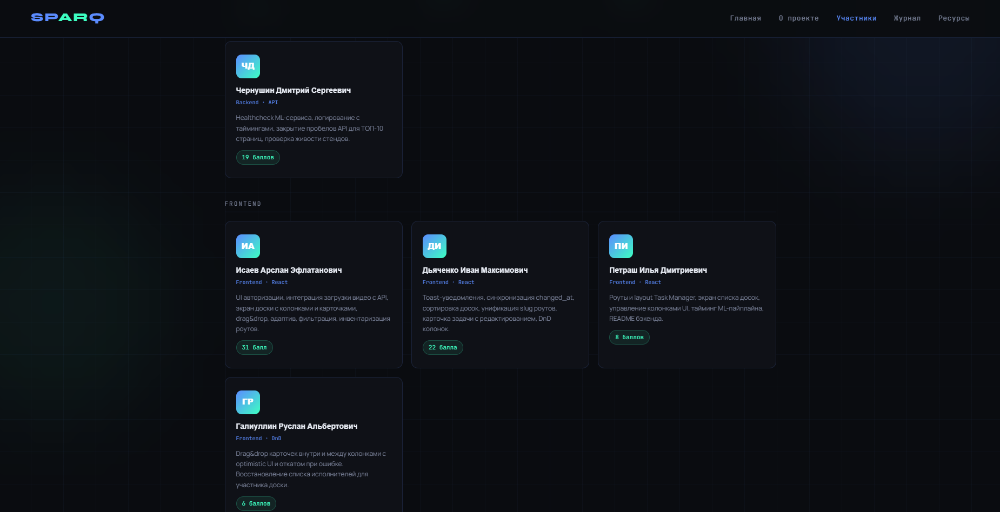 SPARQ
Главная
О проекте
Участники
Журнал
Ресурсы
ЧД
Чернушин Дмитрий Сергеевич
Backend · API
Healthcheck ML-сервиса, логирование с
таймингами, закрытие пробелов API для ТОП-10
страниц, проверка живости стендов.
19 баллов
FRONTEND
ИА
Исаев Арслан Эфлатанович
Frontend · React
UI авторизации, интеграция загрузки видео с API,
экран доски с колонками и карточками,
drag&drop, адаптив, фильтрация, инвентаризация
роутов.
31 балл
ДИ
Дьяченко Иван Максимович
Frontend · React
Toast-уведомления, синхронизация changed_at,
сортировка досок, унификация slug роутов,
карточка задачи с редактированием, DnD
колонок.
22 балла
ПИ
Петраш Илья Дмитриевич
Frontend · React
Роуты и layout Task Manager, экран списка досок,
управление колонками UI, тайминг ML-пайплайна,
README бэкенда.
8 баллов
ГР
Галиуллин Руслан Альбертович
Frontend · DnD
Drag&drop карточек внутри и между колонками с
optimistic UI и откатом при ошибке.
Восстановление списка исполнителей для
участника доски.
6 баллов